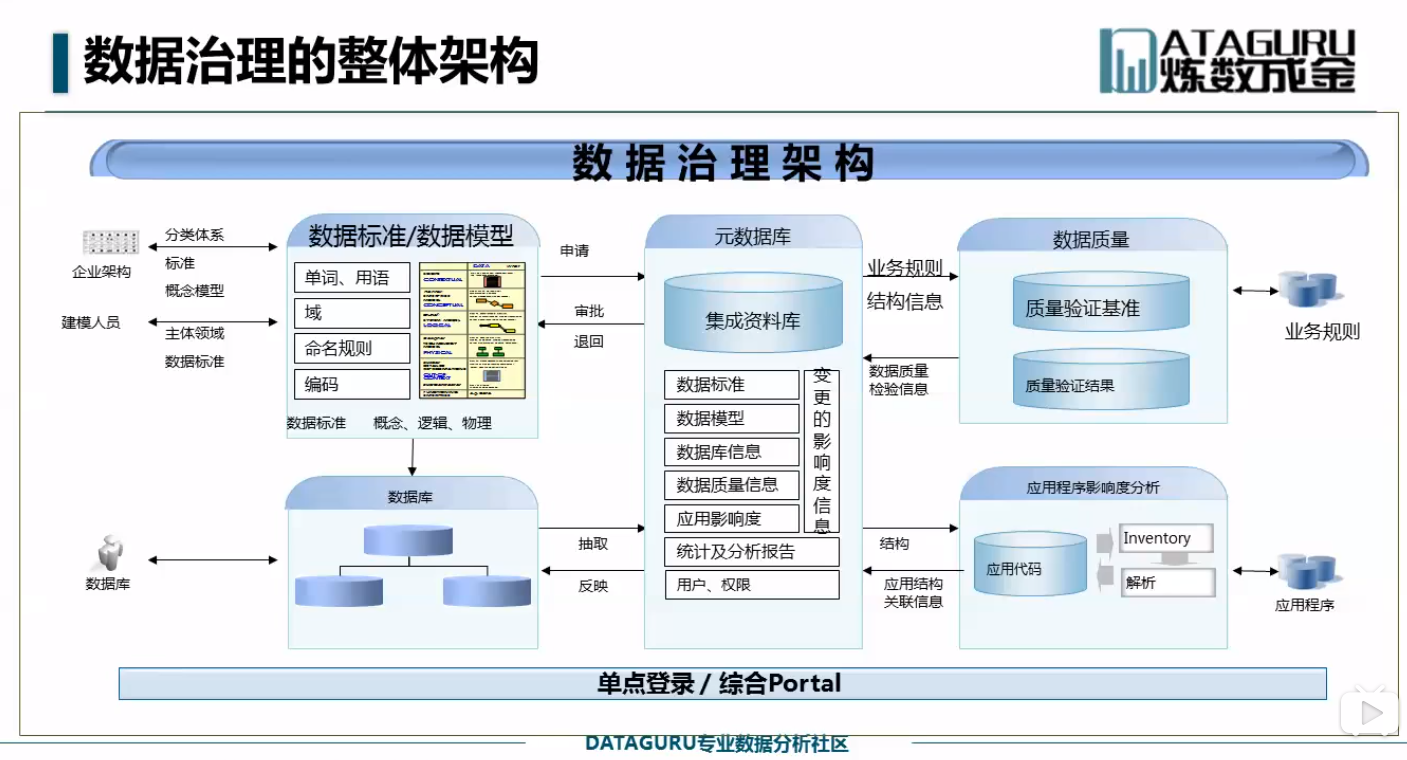 数据治理的整体架构
ATAGURU
炼数成金
数据治理架构
企业架构
建模人员
分类体系
标准
概念模型
主体领域
数据标准
数据标准/数据模型
单词、用语
域
命名规则
编码
DATA
CONCEPTUAL
LOGICAL
PHYSICAL
数据标准
概念、逻辑、物理
申请
审批
退回
元数据库
集成资料库
数据标准
数据模型
数据库信息
数据质量信息
应用影响度
变更的影响度信息
统计及分析报告
用户、权限
业务规则
结构信息
数据质量
检验信息
数据质量
质量验证基准
质量验证结果
业务规则
数据库
数据库
抽取
反映
结构
应用结构
关联信息
应用程序影响度分析
应用代码
Inventory
解析
应用程序
单点登录 / 综合Portal
DATAGURU专业数据分析社区